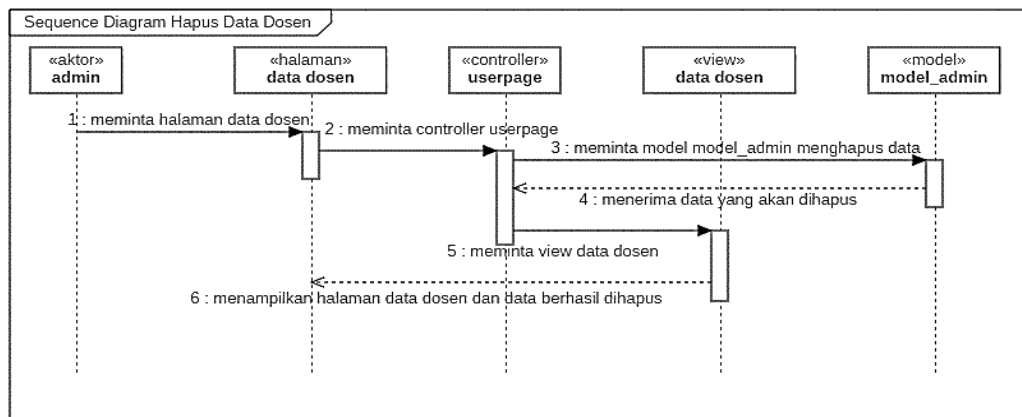 Sequence Diagram Hapus Data Dosen
«aktor»
admin
«halaman»
data dosen
«controller»
userpage
«view»
data dosen
«model»
model_admin
1 : meminta halaman data dosen
2 : meminta controller userpage
3 : meminta model model_admin menghapus data
4 : menerima data yang akan dihapus
5 : meminta view data dosen
6 : menampilkan halaman data dosen dan data berhasil dihapus